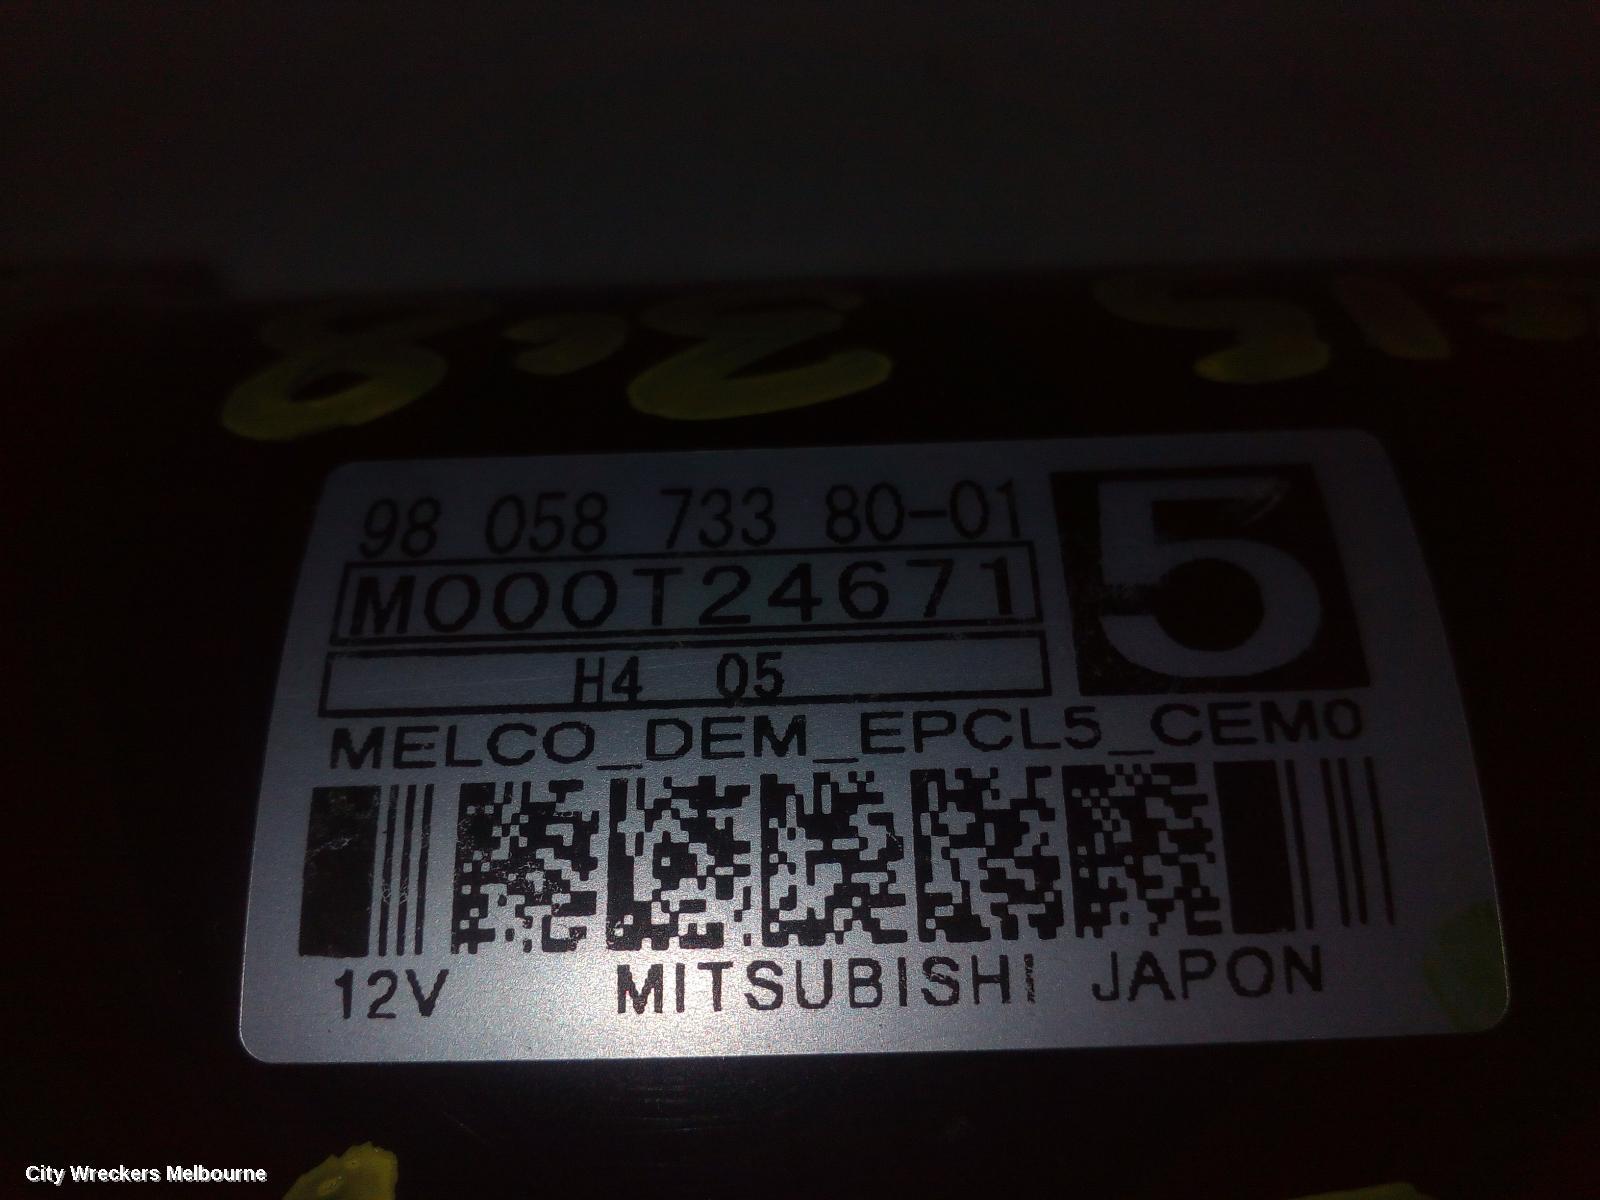 98 058 733 80-01
5
M000T24671
H4 05
MELCO_DEM_EPCL5_CEM0
12V MITSUBISHI JAPON
City Wreckers Melbourne